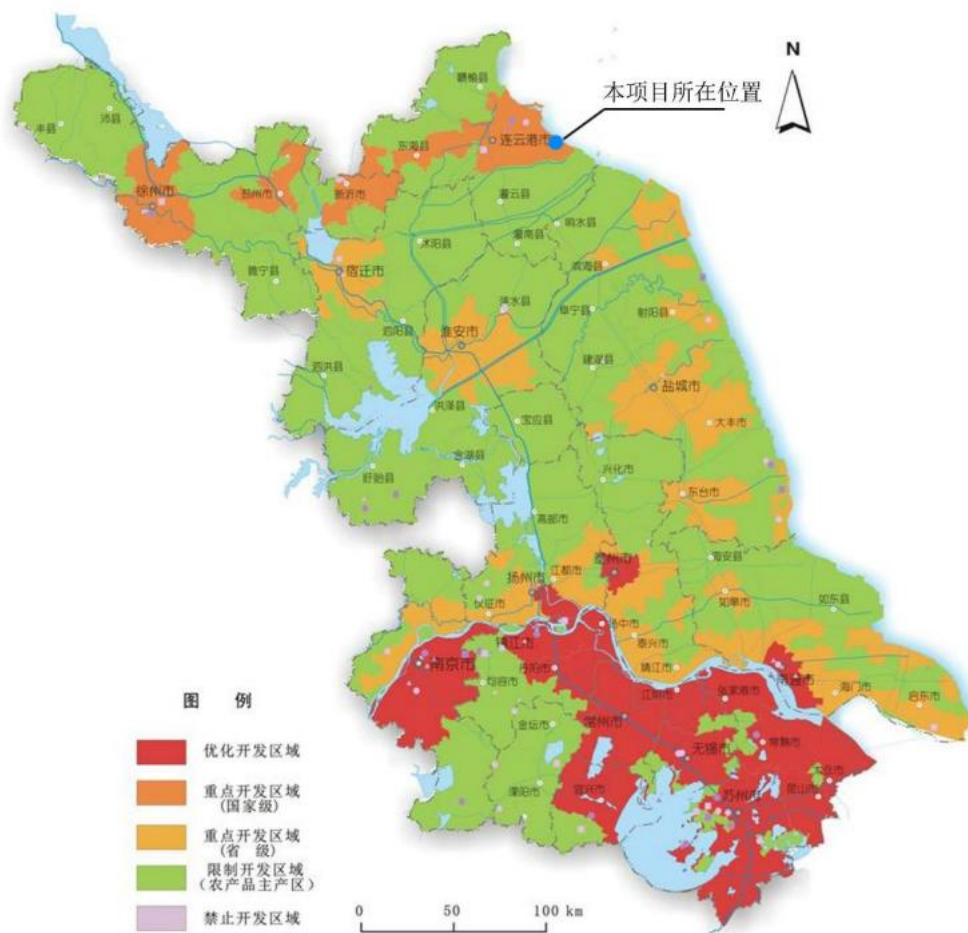 N
本项目所在位置
赣榆县
丰县
沛县
连云港市
东海县
徐州市
邳州市
新沂市
灌云县
响水县
灌南县
沭阳县
睢宁县
宿迁市
滨海县
涟水县
阜宁县
射阳县
泗阳县
淮安市
建湖县
泗洪县
盐城市
洪泽县
宝应县
大丰市
盱眙县
金湖县
兴化市
东台市
高邮市
海安县
泰州市
扬州市
江都市
仪征市
如皋市
如东县
扬中市
泰兴市
镇江市
南京市
丹阳市
靖江市
句容市
江阴市
张家港市
南通市
海门市
启东市
金坛市
常州市
无锡市
常熟市
太仓市
昆山市
溧阳市
宜兴市
苏州市
图 例
优化开发区域
重点开发区域
(国家级)
重点开发区域
(省 级)
限制开发区域
(农产品主产区)
禁止开发区域
0 50 100 km